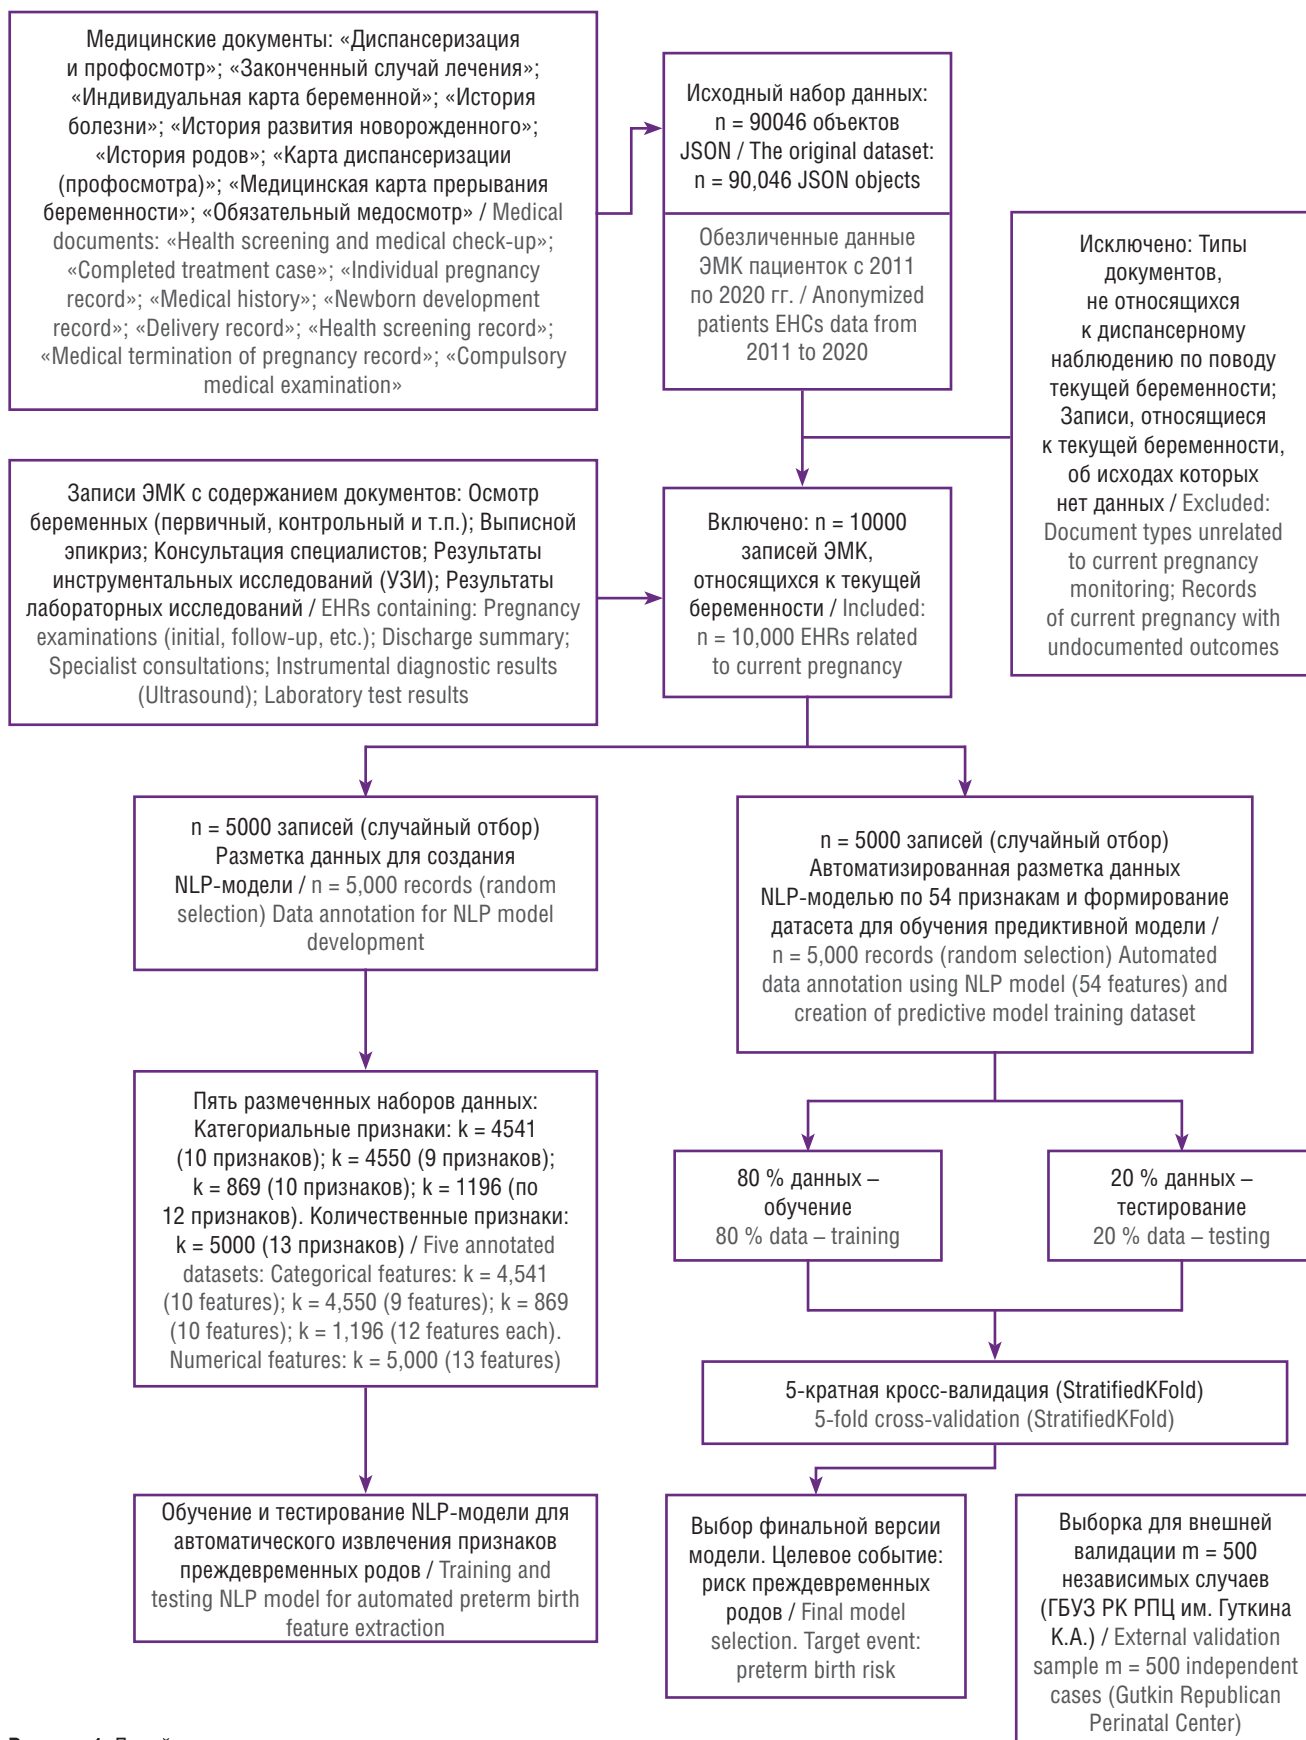 Медицинские документы: «Диспансеризация
и профосмотр»; «Законченный случай лечения»;
«Индивидуальная карта беременной»; «История
болезни»; «История развития новорожденного»;
«История родов»; «Карта диспансеризации
(профосмотра)»; «Медицинская карта прерывания
беременности»; «Обязательный медосмотр» / Medical
documents: «Health screening and medical check-up»;
«Completed treatment case»; «Individual pregnancy
record»; «Medical history»; «Newborn development
record»; «Delivery record»; «Health screening record»;
«Medical termination of pregnancy record»; «Compulsory
medical examination»
Исходный набор данных:
n = 90046 объектов
JSON / The original dataset:
n = 90,046 JSON objects
Обезличенные данные
ЭМК пациенток с 2011
по 2020 гг. / Anonymized
patients EHCs data from
2011 to 2020
Исключено: Типы
документов,
не относящихся
к диспансерному
наблюдению по поводу
текущей беременности;
Записи, относящиеся
к текущей беременности,
об исходах которых
нет данных / Excluded:
Document types unrelated
to current pregnancy
monitoring; Records
of current pregnancy with
undocumented outcomes
Записи ЭМК с содержанием документов: Осмотр
беременных (первичный, контрольный и т.п.); Выписной
эпикриз; Консультация специалистов; Результаты
инструментальных исследований (УЗИ); Результаты
лабораторных исследований / EHRs containing: Pregnancy
examinations (initial, follow-up, etc.); Discharge summary;
Specialist consultations; Instrumental diagnostic results
(Ultrasound); Laboratory test results
Включено: n = 10000
записей ЭМК,
относящихся к текущей
беременности / Included:
n = 10,000 EHRs related
to current pregnancy
n = 5000 записей (случайный отбор)
Разметка данных для создания
NLP-модели / n = 5,000 records (random
selection) Data annotation for NLP model
development
n = 5000 записей (случайный отбор)
Автоматизированная разметка данных
NLP-моделью по 54 признакам и формирование
датасета для обучения предиктивной модели /
n = 5,000 records (random selection) Automated
data annotation using NLP model (54 features) and
creation of predictive model training dataset
Пять размеченных наборов данных:
Категориальные признаки: k = 4541
(10 признаков); k = 4550 (9 признаков);
k = 869 (10 признаков); k = 1196 (по
12 признаков). Количественные признаки:
k = 5000 (13 признаков) / Five annotated
datasets: Categorical features: k = 4,541
(10 features); k = 4,550 (9 features); k = 869
(10 features); k = 1,196 (12 features each).
Numerical features: k = 5,000 (13 features)
80 % данных –
обучение
80 % data – training
20 % данных –
тестирование
20 % data – testing
5-кратная кросс-валидация (StratifiedKFold)
5-fold cross-validation (StratifiedKFold)
Обучение и тестирование NLP-модели для
автоматического извлечения признаков
преждевременных родов / Training and
testing NLP model for automated preterm birth
feature extraction
Выбор финальной версии
модели. Целевое событие:
риск преждевременных
родов / Final model
selection. Target event:
preterm birth risk
Выборка для внешней
валидации m = 500
независимых случаев
(ГБУЗ РК РПЦ им. Гуткина
К.А.) / External validation
sample m = 500 independent
cases (Gutkin Republican
Perinatal Center)